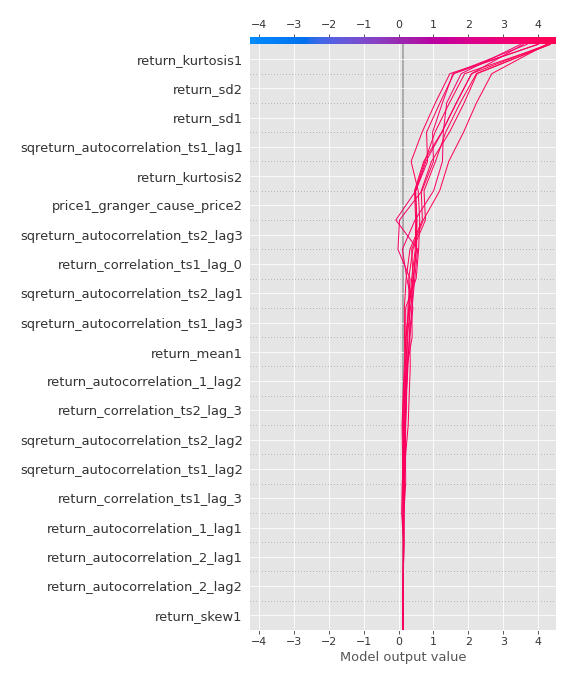 −4 −3 −2 −1 0 1 2 3 4
return_kurtosis1
return_sd2
return_sd1
sqreturn_autocorrelation_ts1_lag1
return_kurtosis2
price1_granger_cause_price2
sqreturn_autocorrelation_ts2_lag3
return_correlation_ts1_lag_0
sqreturn_autocorrelation_ts2_lag1
sqreturn_autocorrelation_ts1_lag3
return_mean1
return_autocorrelation_1_lag2
return_correlation_ts2_lag_3
sqreturn_autocorrelation_ts2_lag2
sqreturn_autocorrelation_ts1_lag2
return_correlation_ts1_lag_3
return_autocorrelation_1_lag1
return_autocorrelation_2_lag1
return_autocorrelation_2_lag2
return_skew1
−4 −3 −2 −1 0 1 2 3 4
Model output value